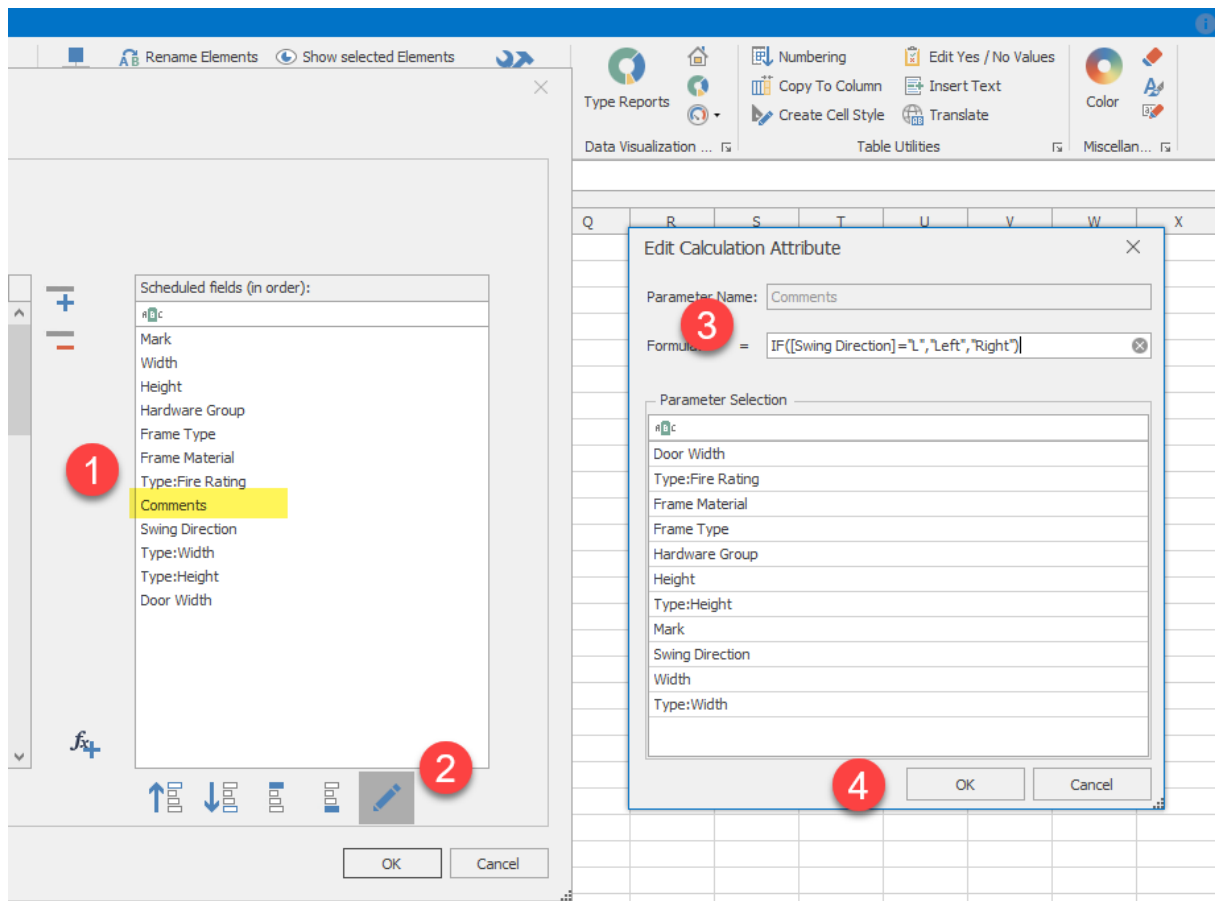 Rename Elements
Show selected Elements
Type Reports
Data Visualization ...
Numbering
Copy To Column
Create Cell Style
Edit Yes / No Values
Insert Text
Translate
Table Utilities
Color
Miscellan...
Q R S T U V W X
Scheduled fields (in order):
ABC
Mark
Width
Height
Hardware Group
Frame Type
Frame Material
Type:Fire Rating
Comments
Swing Direction
Type:Width
Type:Height
Door Width
1
fx
2
OK
Cancel
Edit Calculation Attribute
Parameter Name: Comments
3
= IF([Swing Direction]="L","Left","Right")
Parameter Selection
ABC
Door Width
Type:Fire Rating
Frame Material
Frame Type
Hardware Group
Height
Type:Height
Mark
Swing Direction
Width
Type:Width
4
OK
Cancel